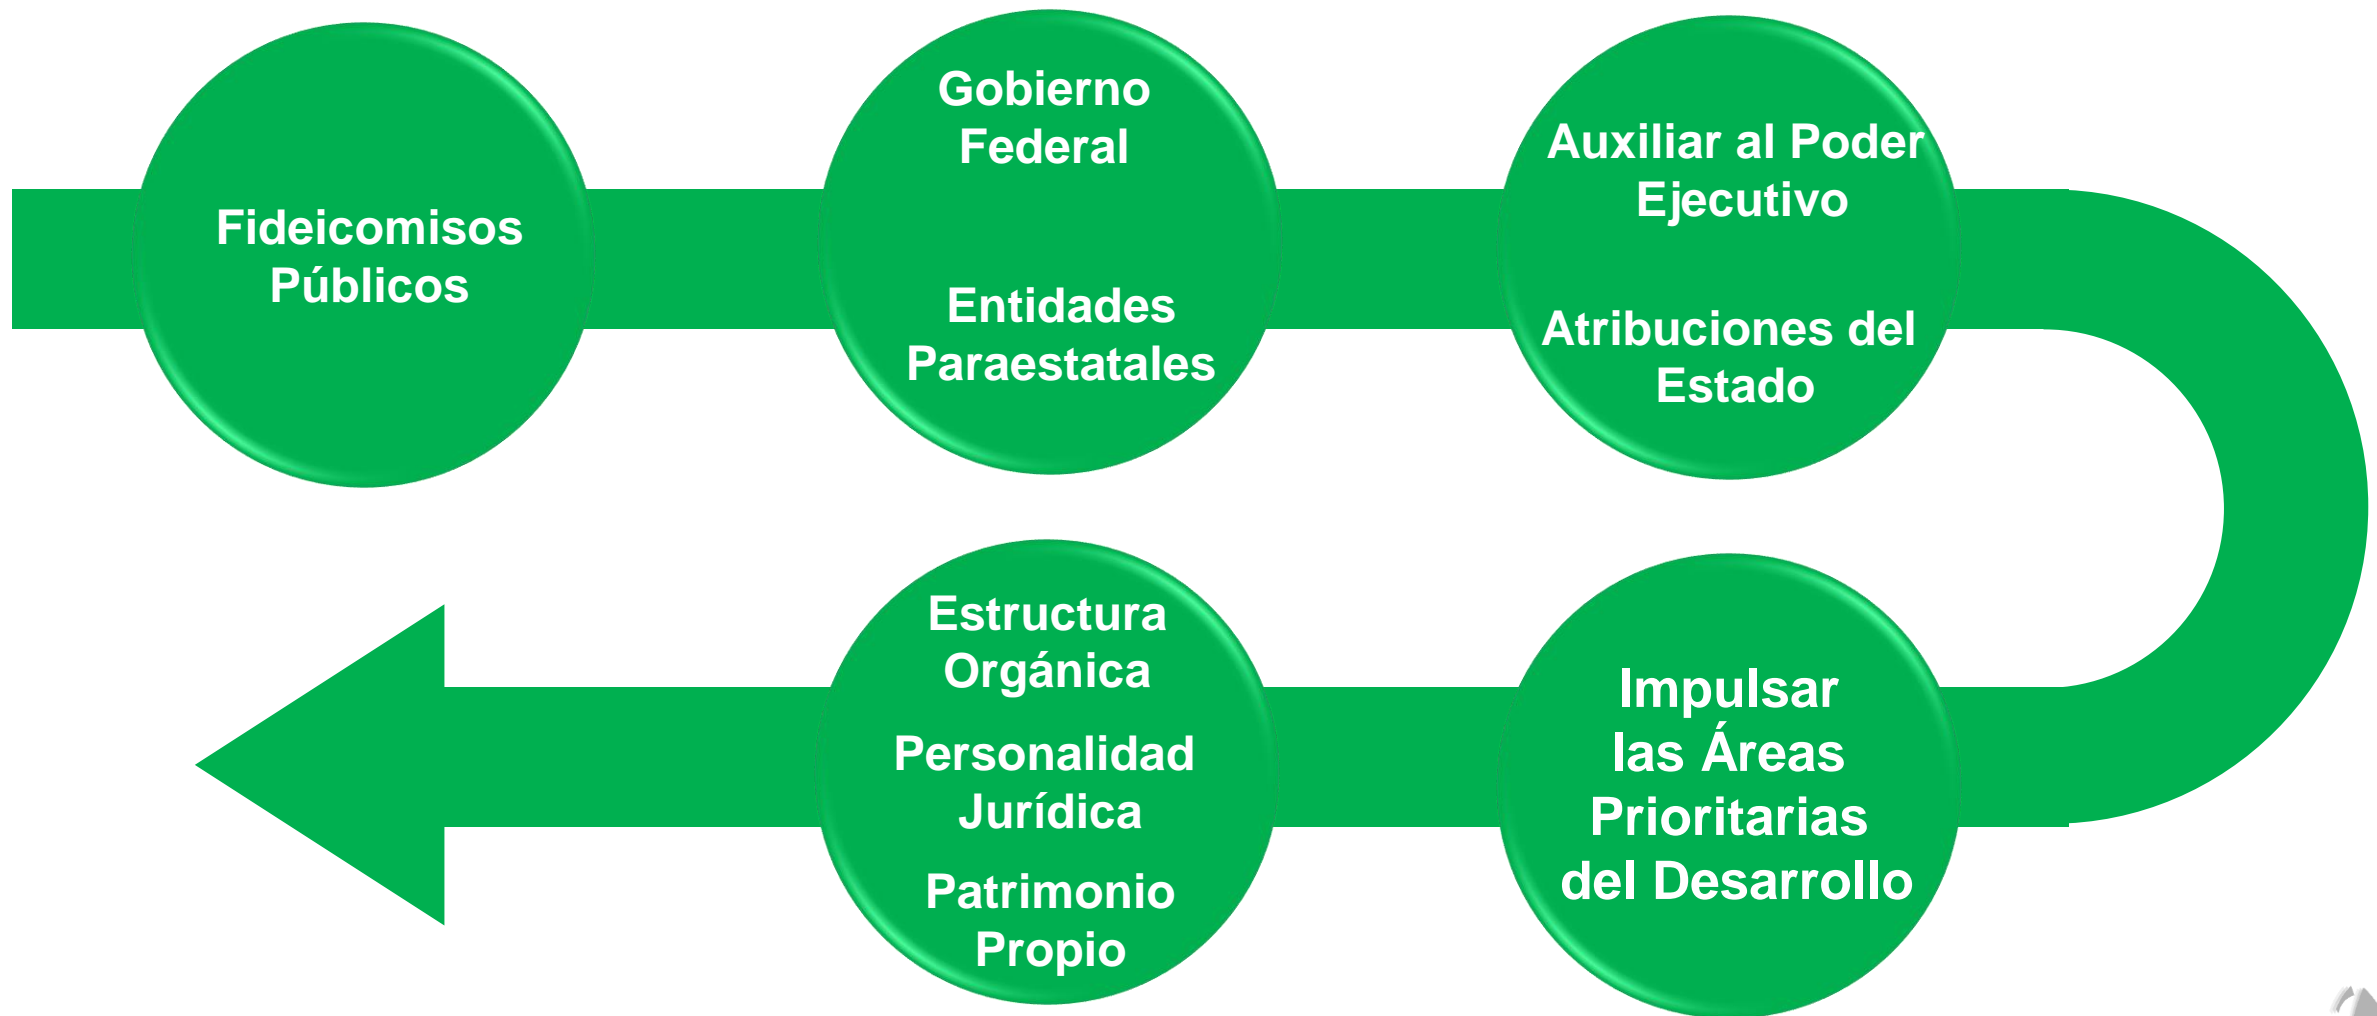 Fideicomisos
Públicos
Gobierno
Federal
Entidades
Paraestatales
Auxiliar al Poder
Ejecutivo
Atribuciones del
Estado
Impulsar
las Áreas
Prioritarias
del Desarrollo
Estructura
Orgánica
Personalidad
Jurídica
Patrimonio
Propio